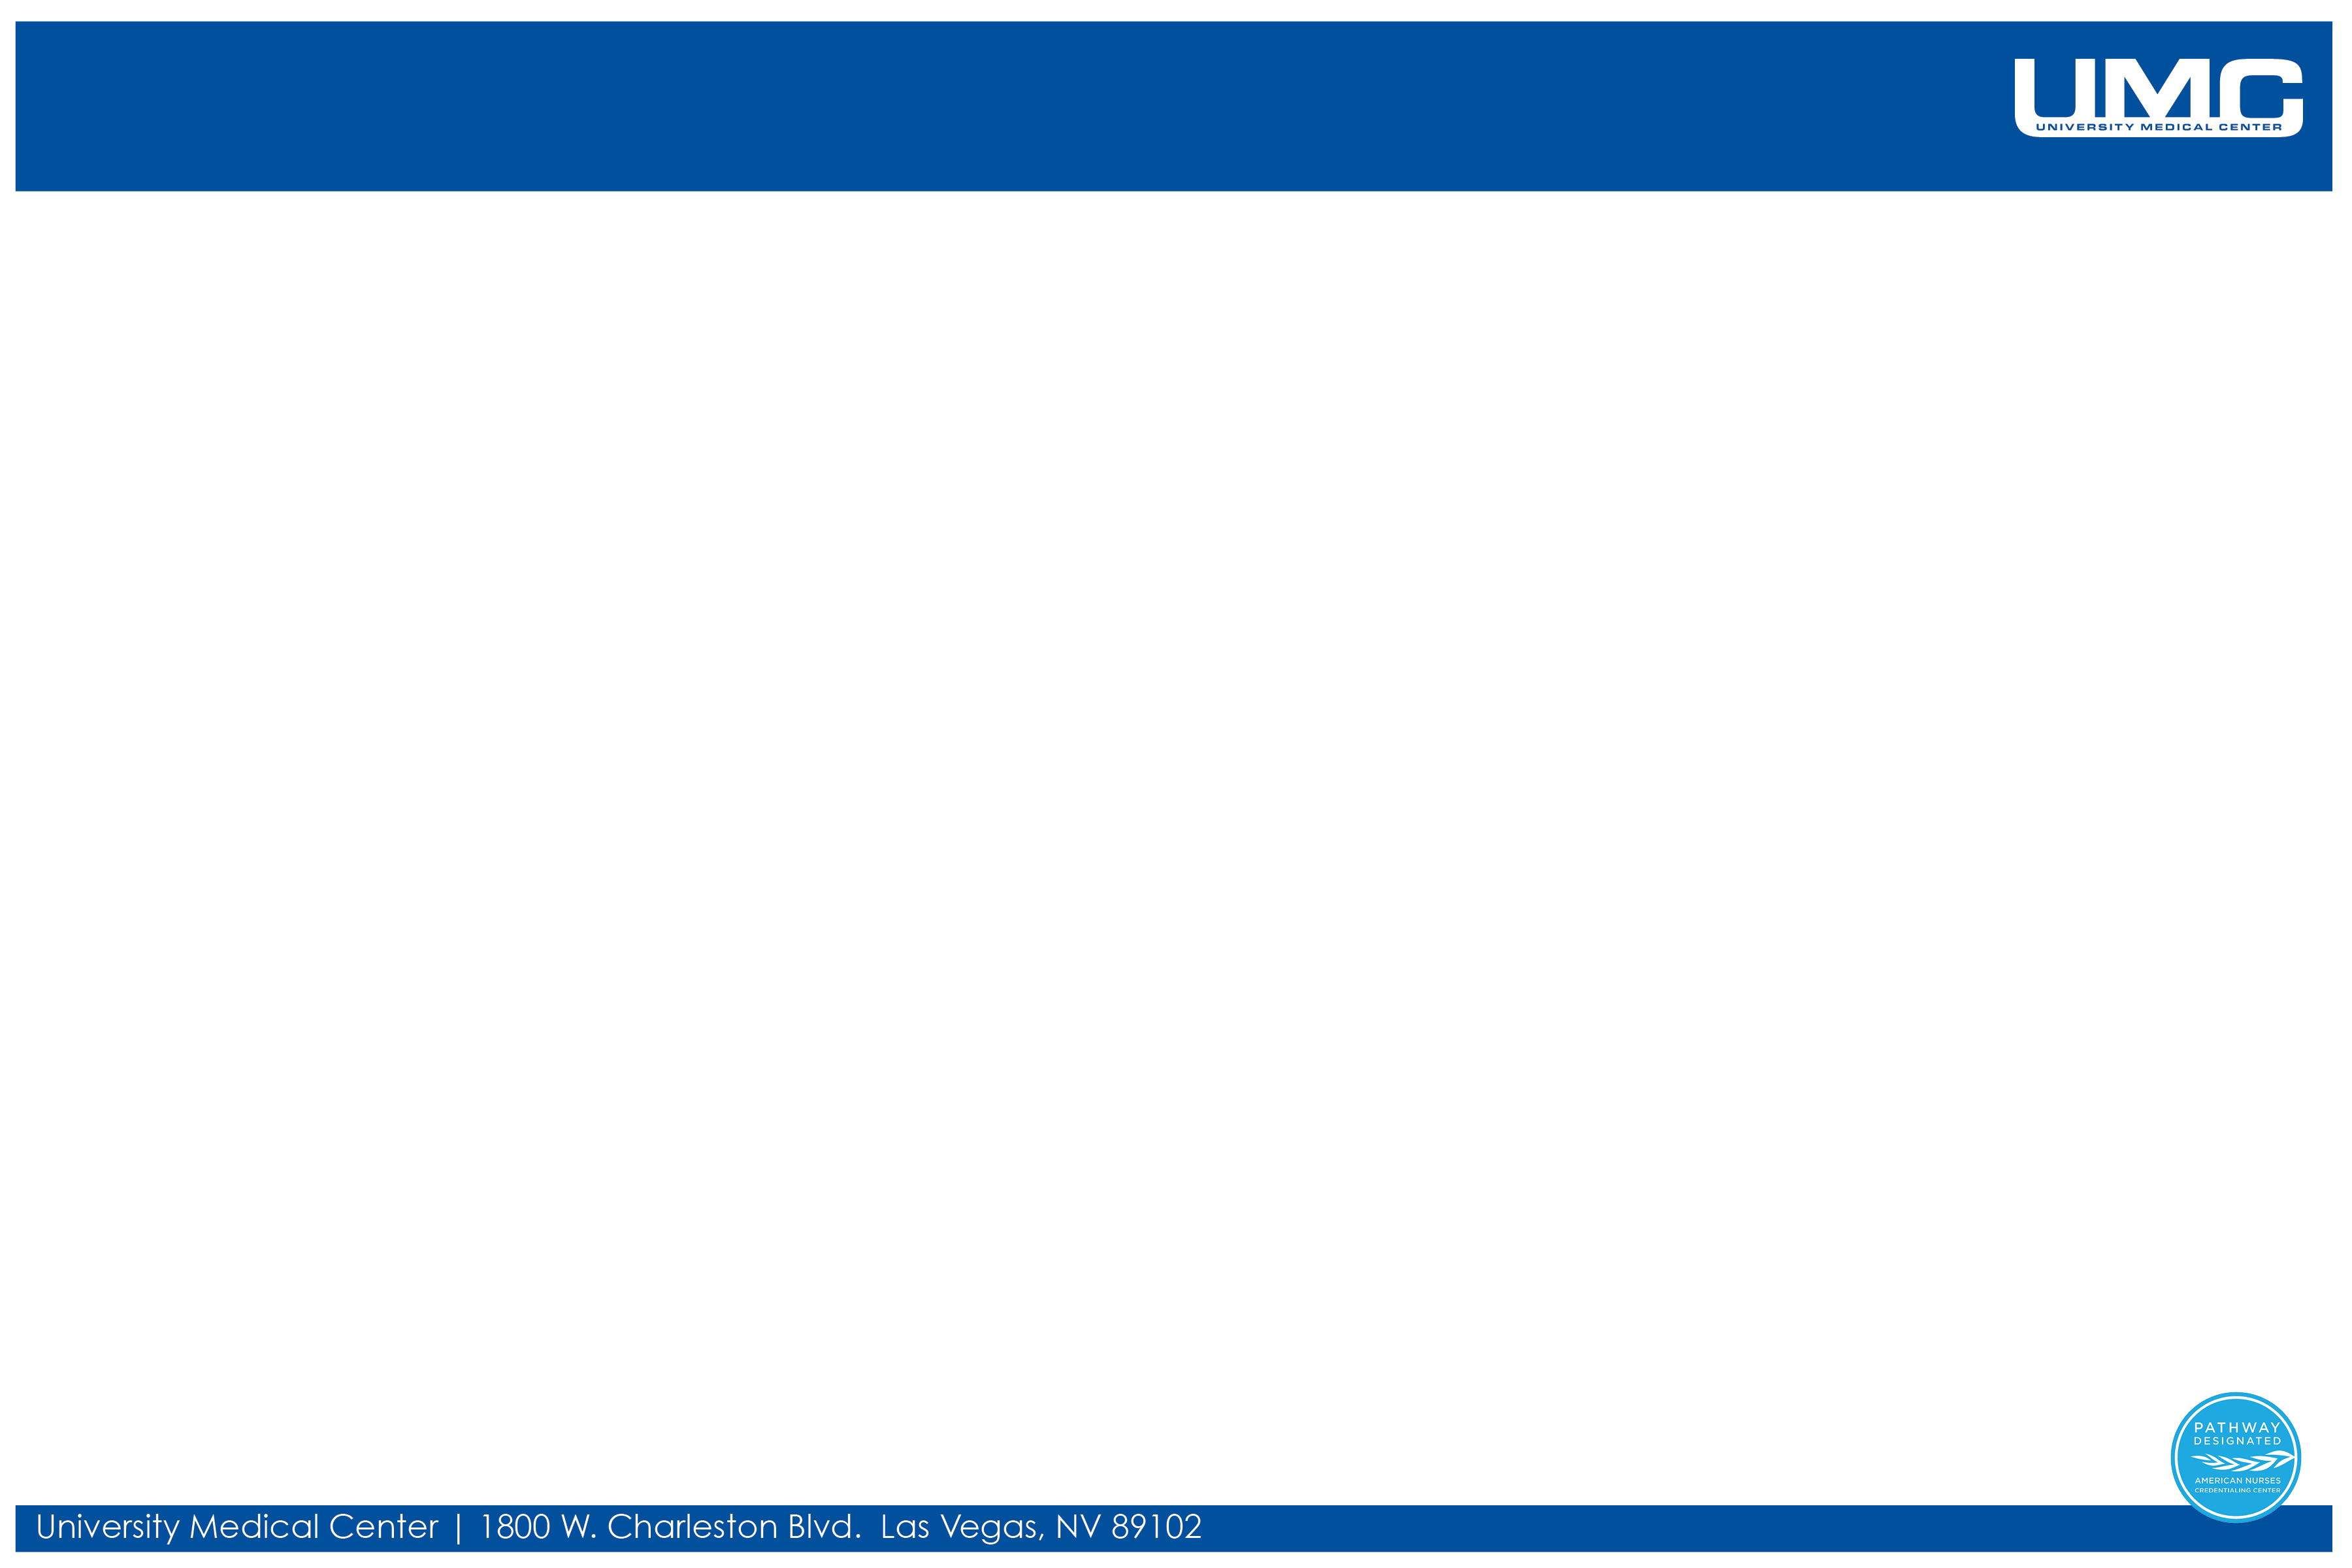 UMC
UNIVERSITY MEDICAL CENTER
PATHWAY
DESIGNATED
AMERICAN NURSES
CREDENTIALING CENTER
University Medical Center | 1800 W. Charleston Blvd.  Las Vegas, NV 89102